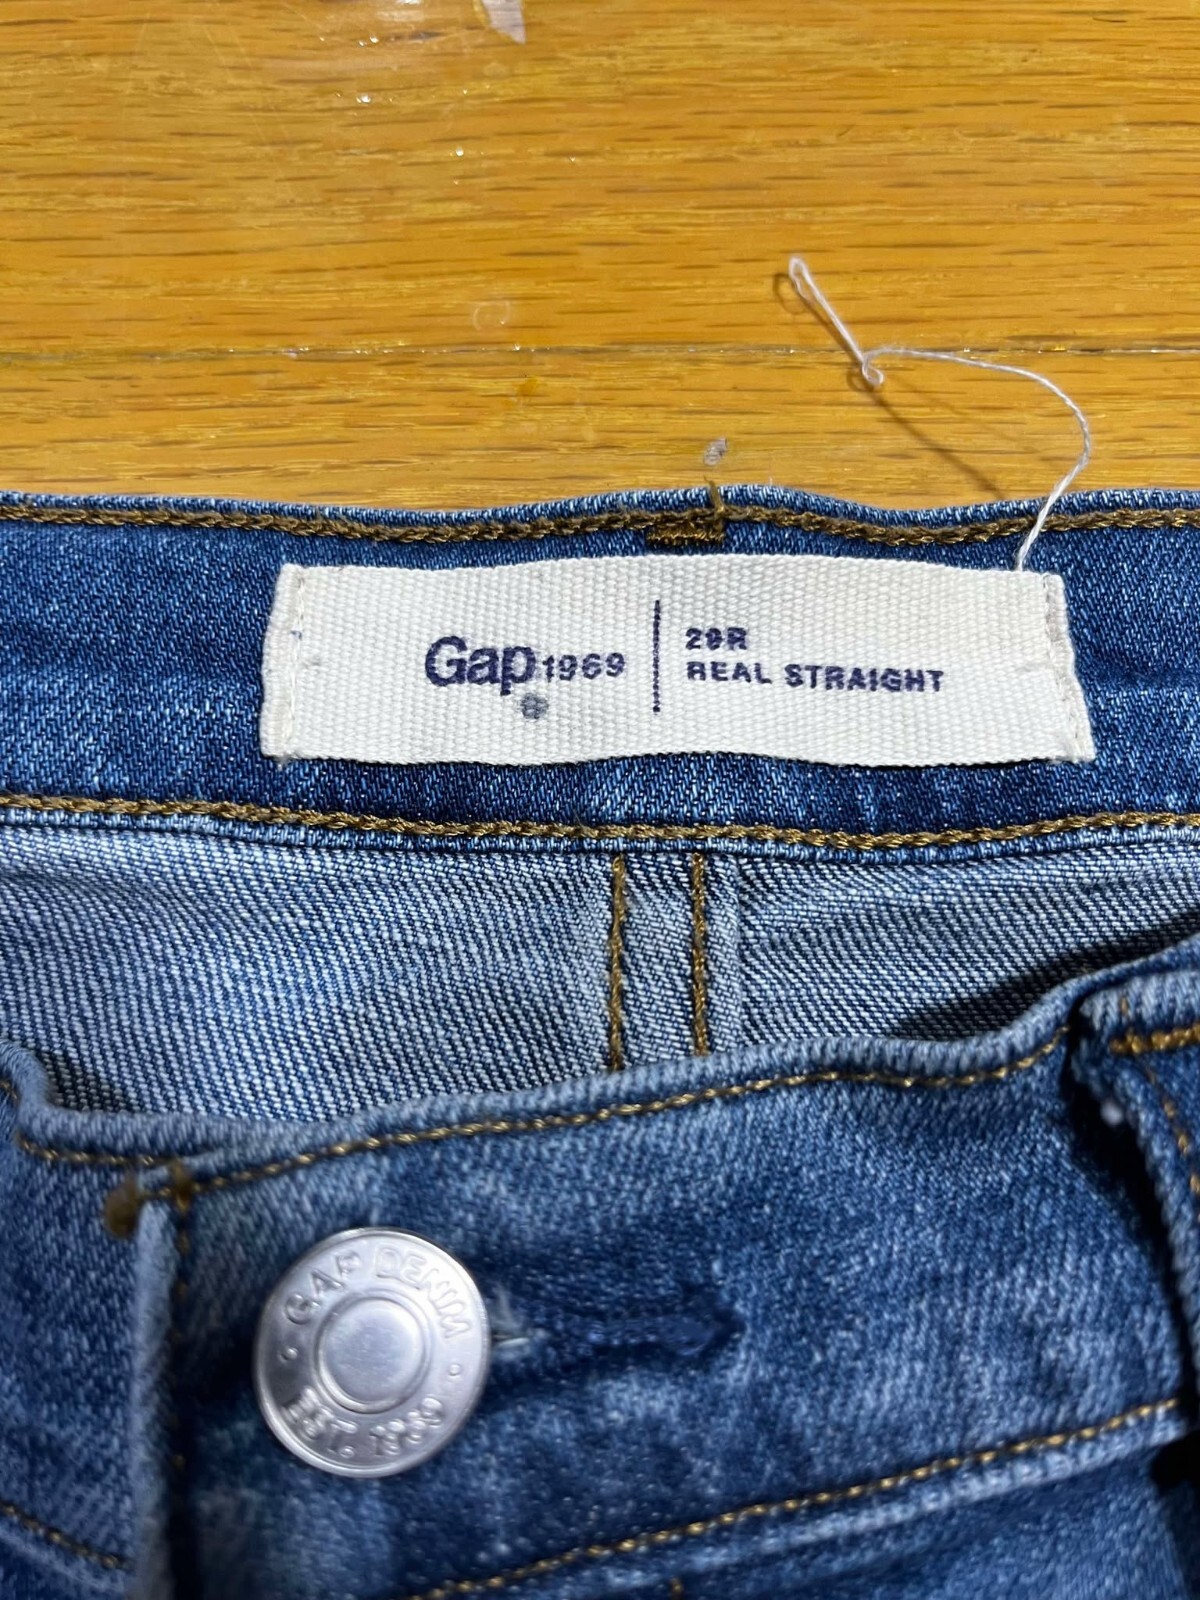 Gap 1969
29R
REAL STRAIGHT
GAP DENIM
EST. 1969